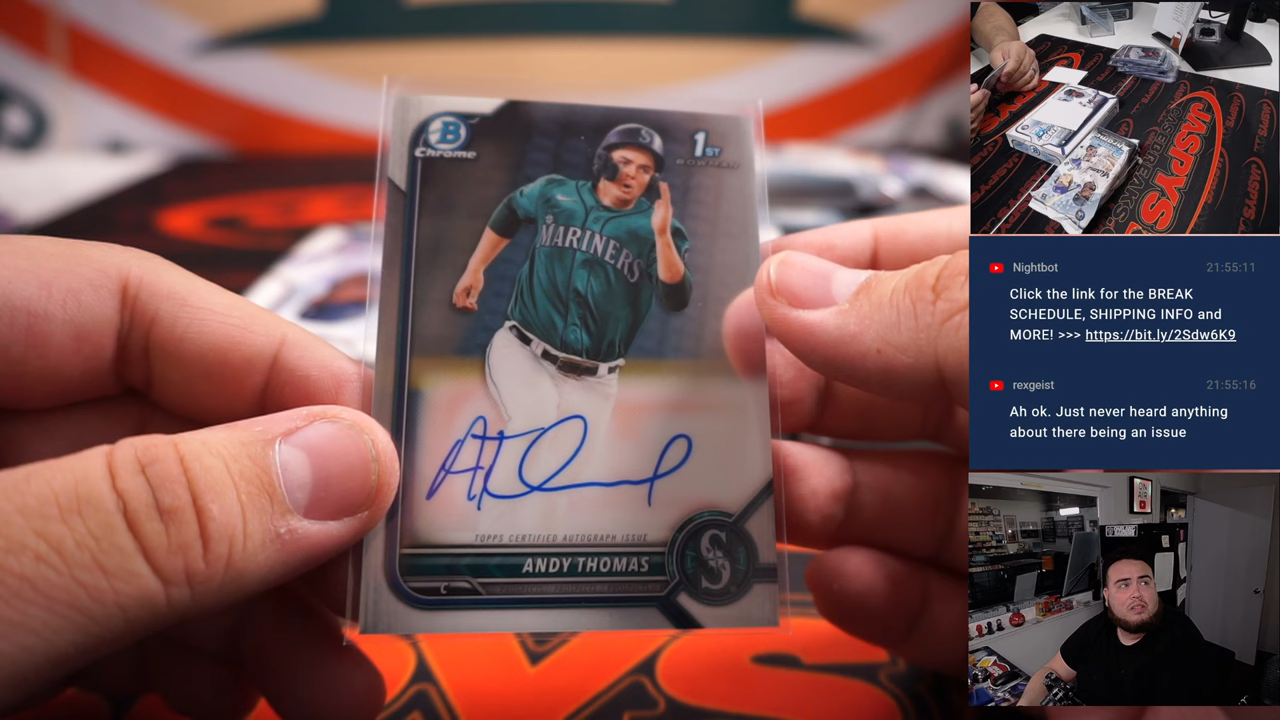 B
Chrome
1ST
BOWMAN
S
MARINERS
TOPPS CERTIFIED AUTOGRAPH ISSUE
ANDY THOMAS
C
S
PYS
JASPYS
CASEBREAKS.
Nightbot
21:55:11
Click the link for the BREAK
SCHEDULE, SHIPPING INFO and
MORE! >>> https://bit.ly/2Sdw6K9
rexgeist
21:55:16
Ah ok. Just never heard anything
about there being an issue
ON
AIR